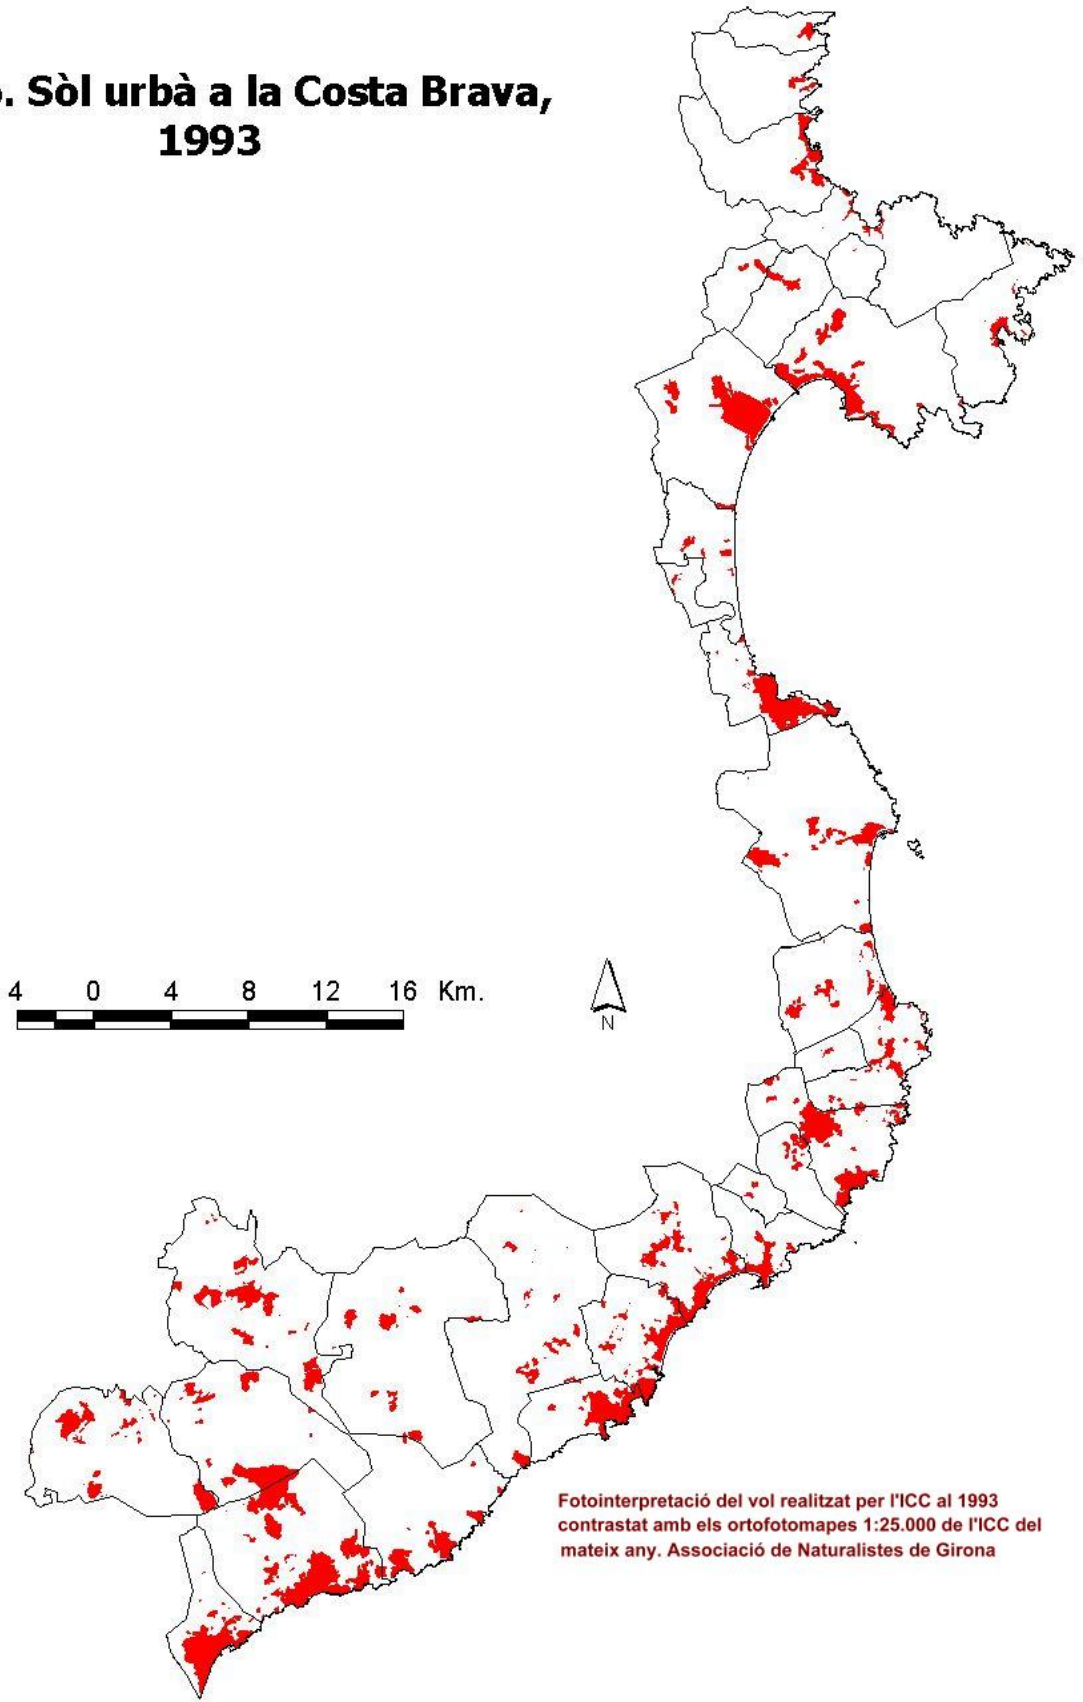 . Sòl urbà a la Costa Brava,
1993
4 0 4 8 12 16 Km.
N
Fotointerpretació del vol realitzat per l'ICC al 1993
contrastat amb els ortofotomapes 1:25.000 de l'ICC del
mateix any. Associació de Naturalistes de Girona